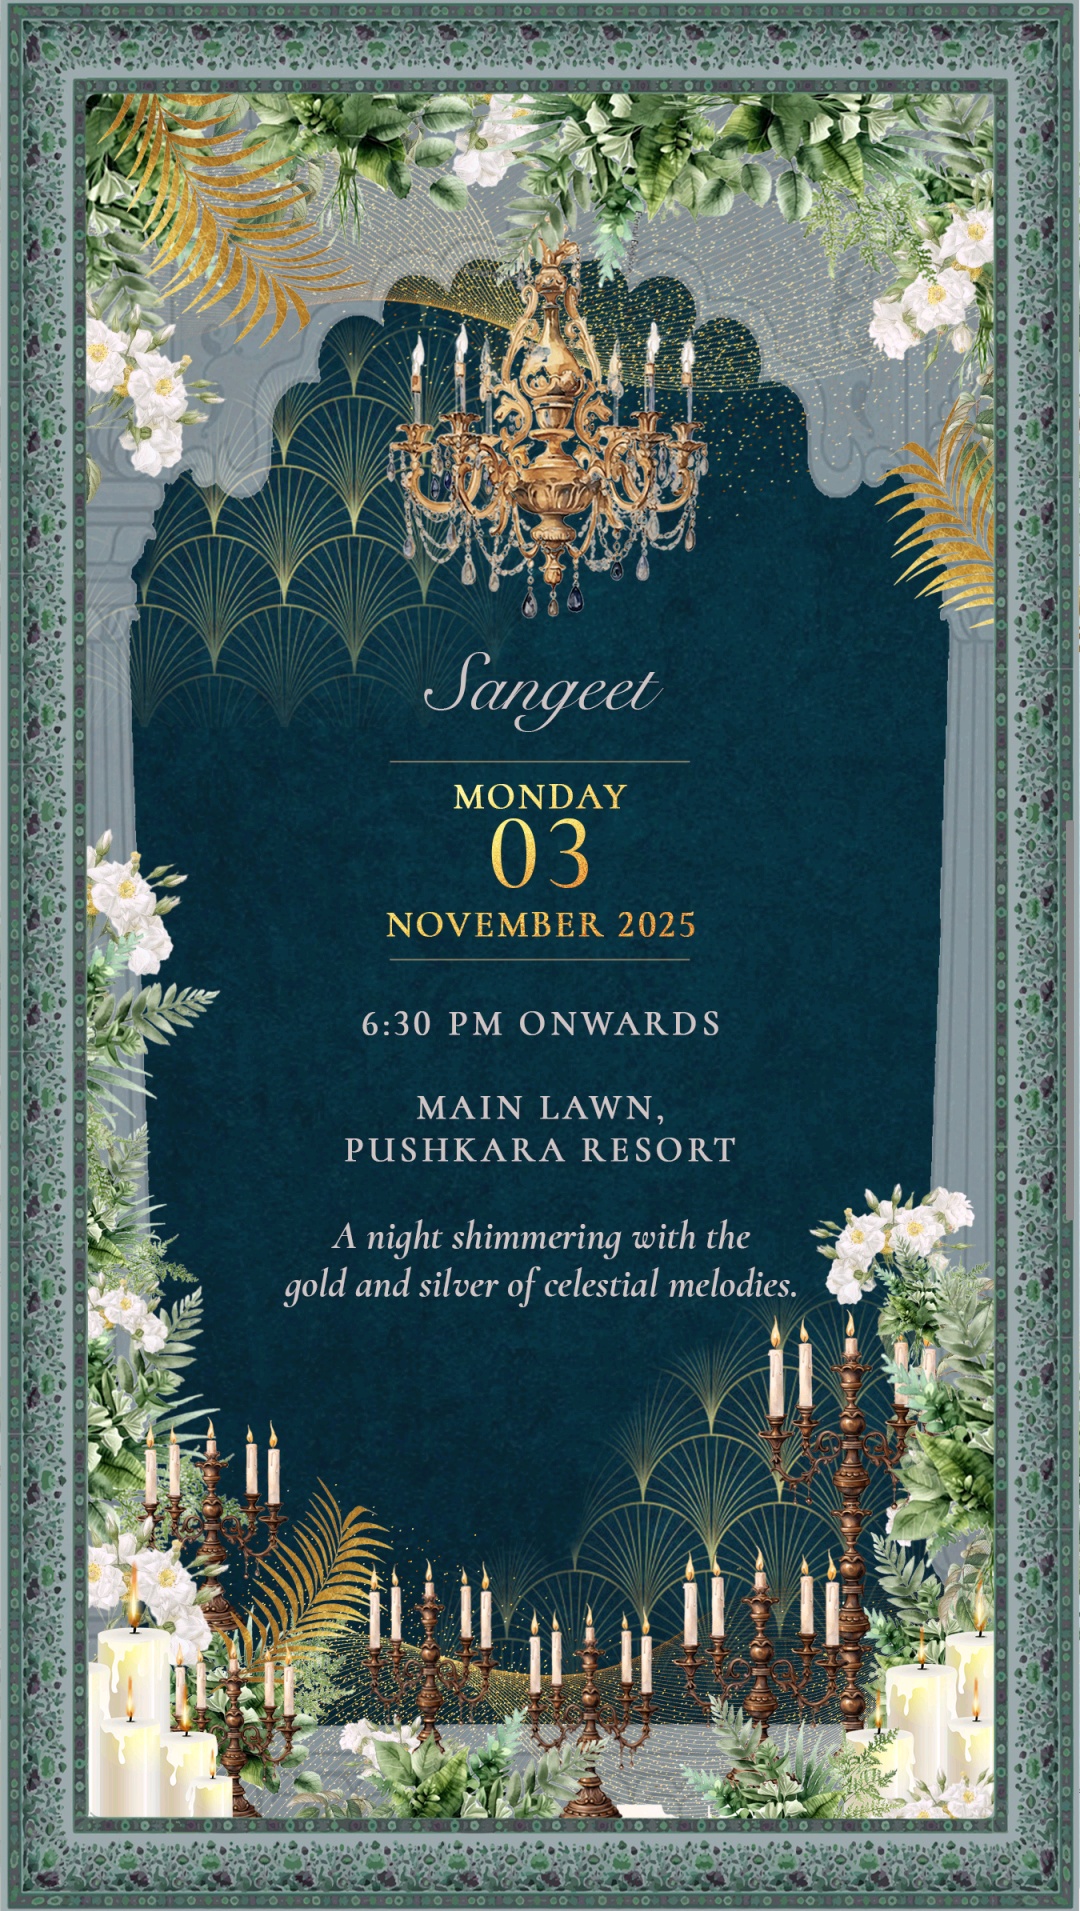 Sangeet
MONDAY
03
NOVEMBER 2025
6:30 PM ONWARDS
MAIN LAWN,
PUSHKARA RESORT
A night shimmering with the
gold and silver of celestial melodies.